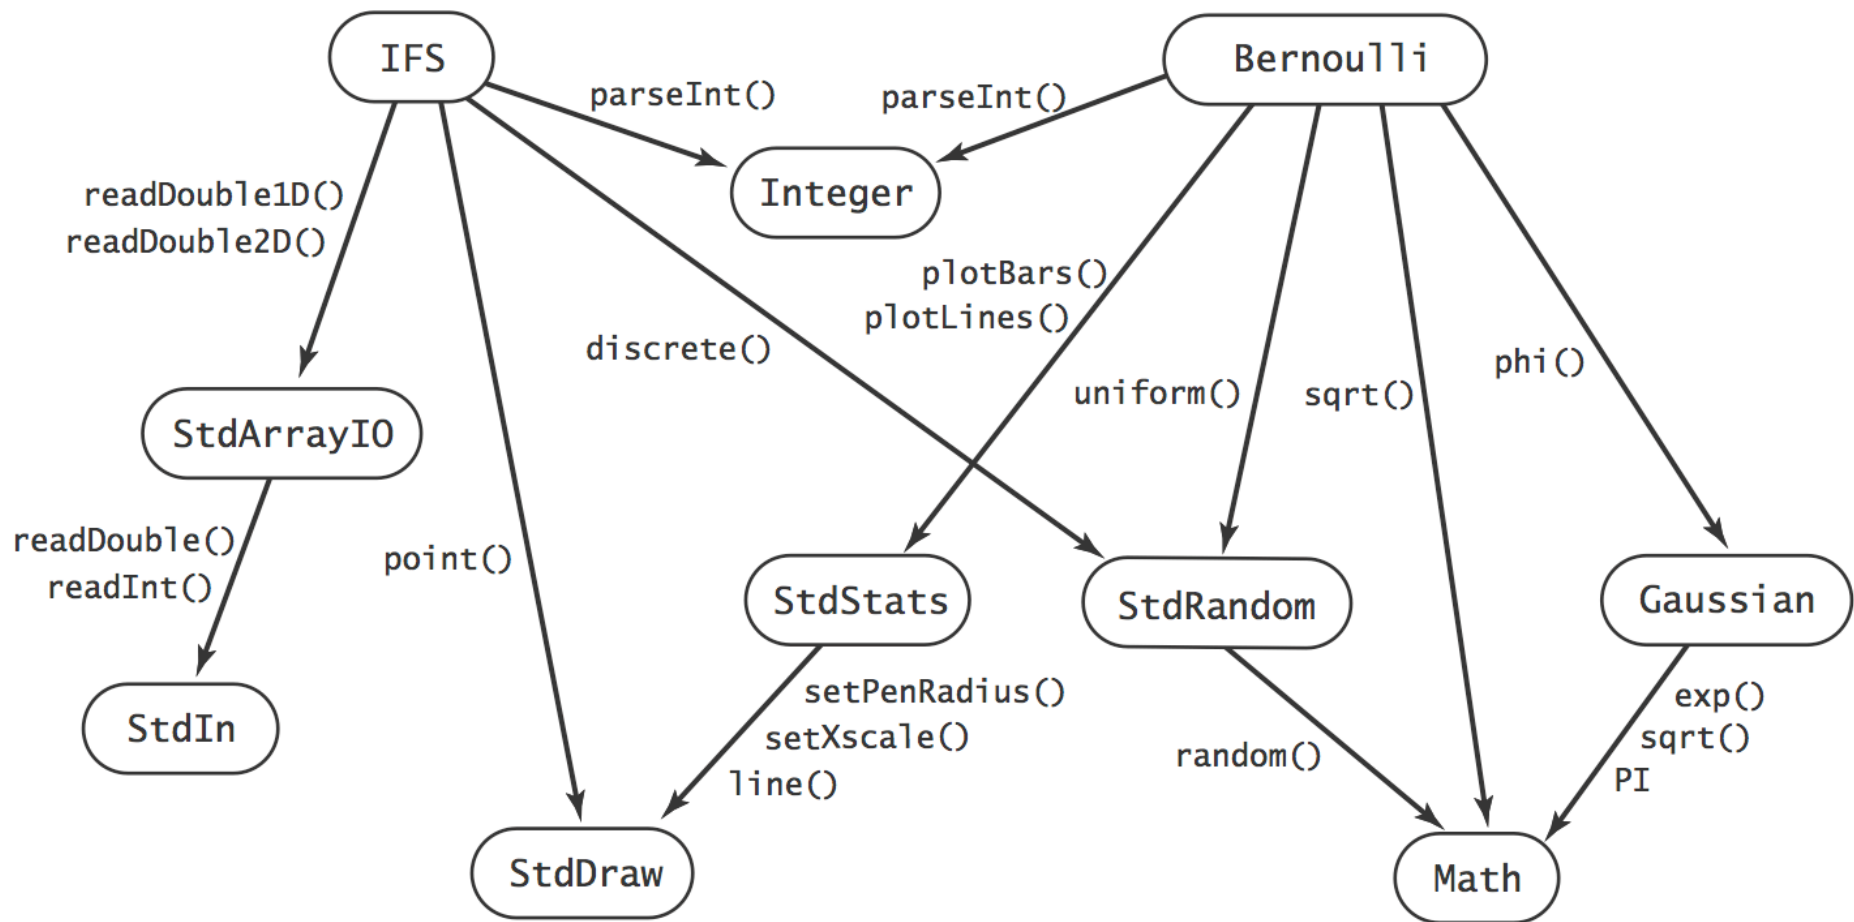 IFS
Bernoulli
parseInt()
parseInt()
Integer
readDouble1D()
readDouble2D()
plotBars()
plotLines()
discrete()
phi()
uniform()
sqrt()
StdArrayIO
readDouble()
readInt()
point()
StdStats
StdRandom
Gaussian
setPenRadius()
setXscale()
line()
exp()
sqrt()
PI
StdIn
random()
StdDraw
Math